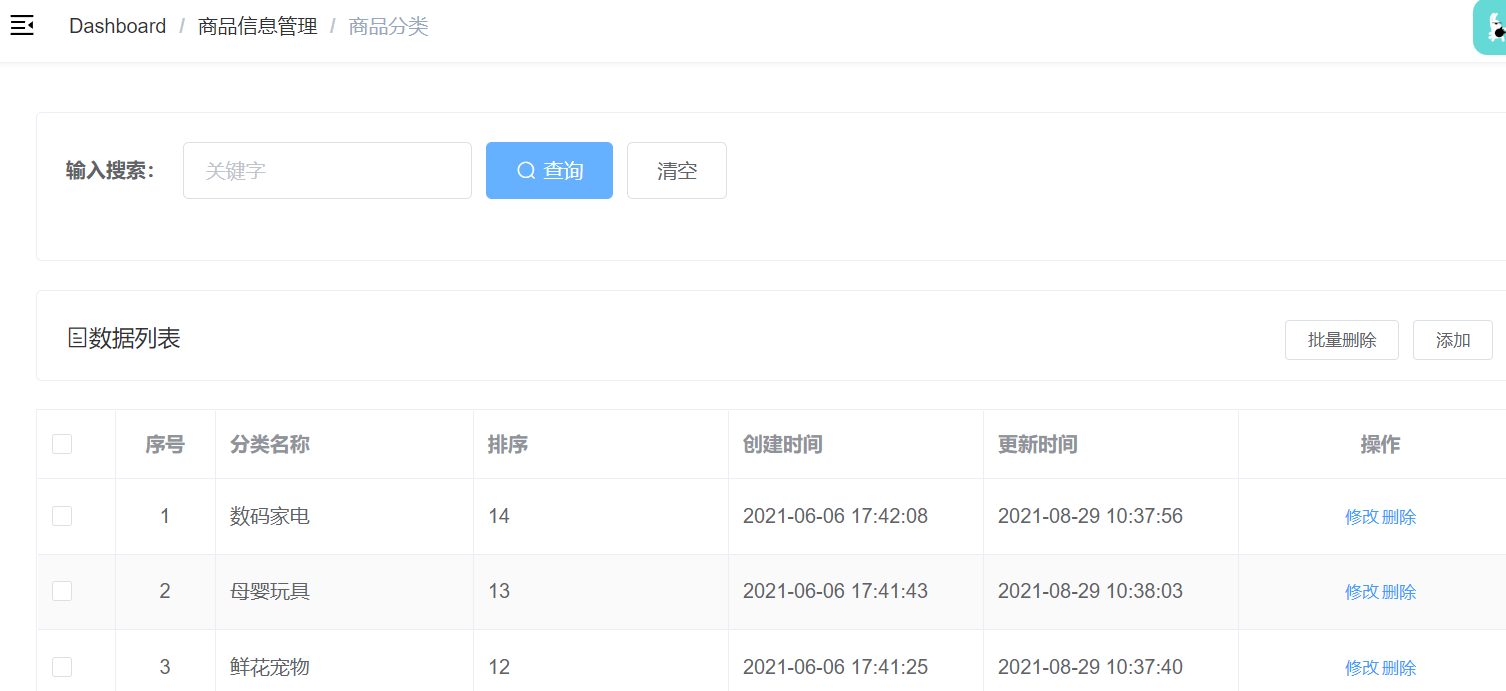 Dashboard / 商品信息管理 / 商品分类
输入搜索： 关键字 查询 清空
数据列表 批量删除 添加
序号 分类名称 排序 创建时间 更新时间 操作
1 数码家电 14 2021-06-06 17:42:08 2021-08-29 10:37:56 修改 删除
2 母婴玩具 13 2021-06-06 17:41:43 2021-08-29 10:38:03 修改 删除
3 鲜花宠物 12 2021-06-06 17:41:25 2021-08-29 10:37:40 修改 删除